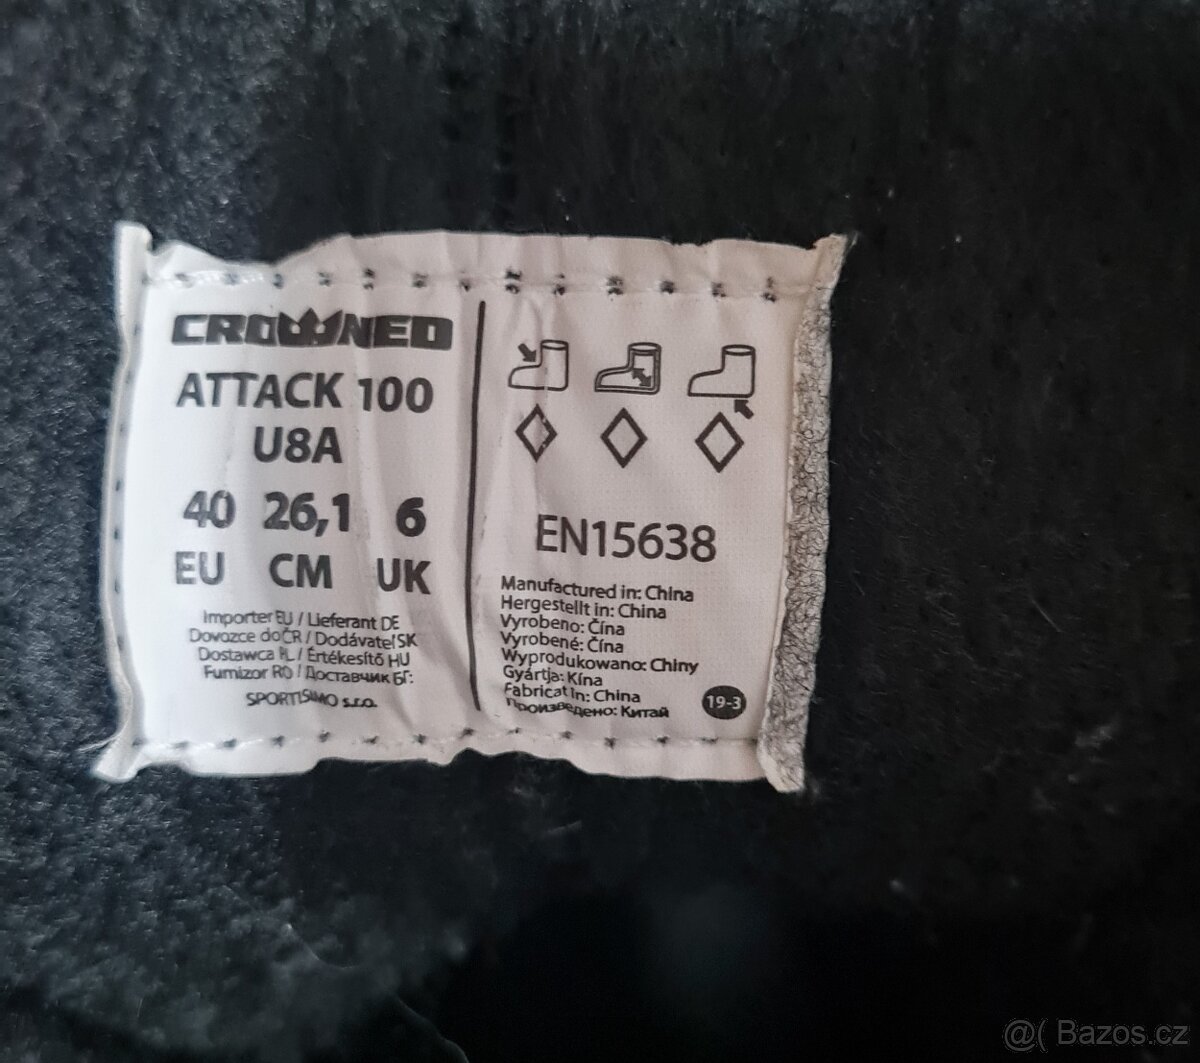 CROWNED
ATTACK 100
U8A
40 26,1 6
EU CM UK
Importer EU / Lieferant DE
Dovozce do ČR / Dodávateľ SK
Dostawca PL / Értékesítő HU
Furnizor RO / Доставчик БГ:
SPORTISIMO s.r.o.
EN15638
Manufactured in: China
Hergestellt in: China
Vyrobeno: Čína
Vyrobené: Čína
Wyprodukowano: Chiny
Gyártja: Kína
Fabricat în: China
Произведено: Китай
19-3
@( Bazos.cz